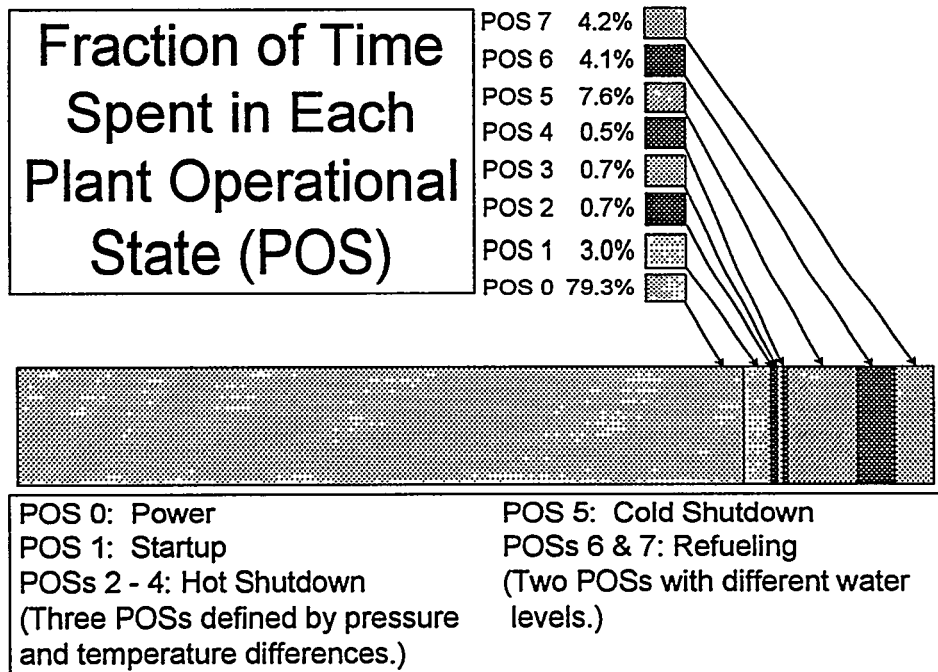 Fraction of Time
Spent in Each
Plant Operational
State (POS)
POS 7 4.2%
POS 6 4.1%
POS 5 7.6%
POS 4 0.5%
POS 3 0.7%
POS 2 0.7%
POS 1 3.0%
POS 0 79.3%
POS 0: Power
POS 1: Startup
POSs 2 - 4: Hot Shutdown
(Three POSs defined by pressure
and temperature differences.)
POS 5: Cold Shutdown
POSs 6 & 7: Refueling
(Two POSs with different water
levels.)